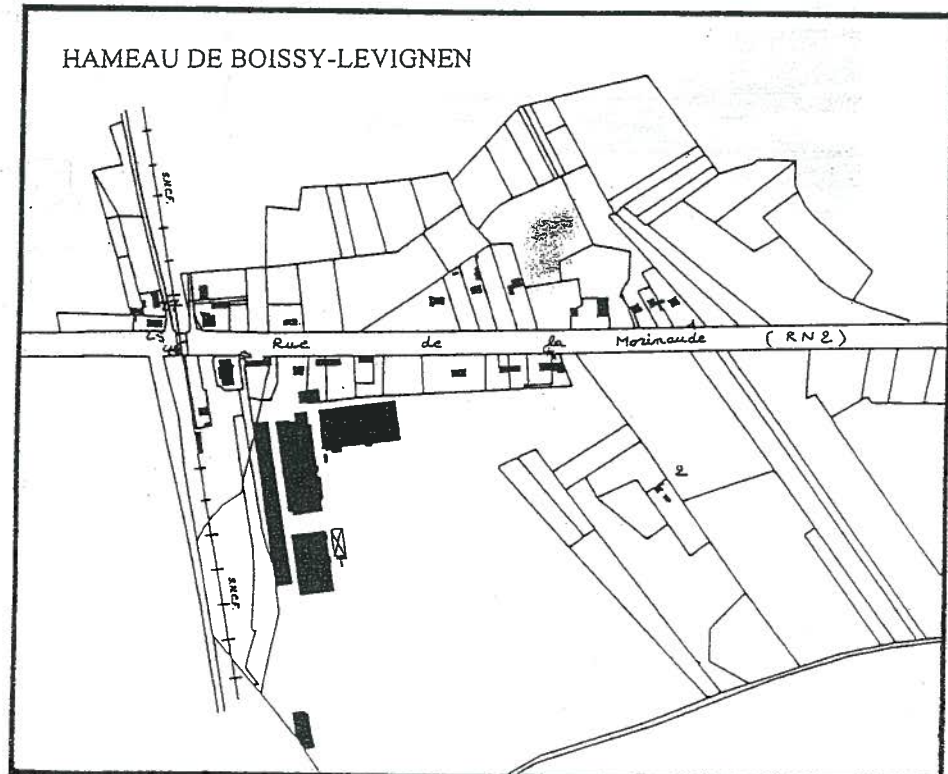 HAMEAU DE BOISSY-LEVIGNEN
S.N.C.F.
Rue de la Morinaude (RN2)
2
S.N.C.F.